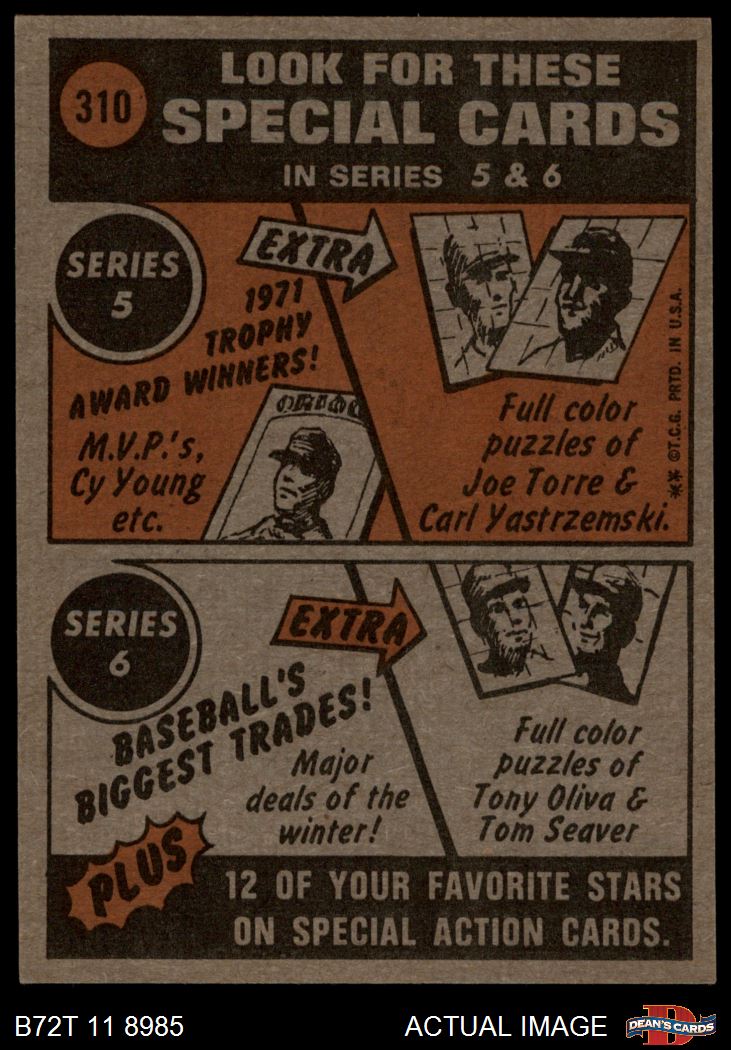 310
LOOK FOR THESE
SPECIAL CARDS
IN SERIES 5 & 6
SERIES
5
EXTRA
1971
TROPHY
AWARD WINNERS!
M.V.P.'s,
Cy Young
etc.
Full color
puzzles of
Joe Torre &
Carl Yastrzemski.
** ©T.C.G. PRTD. IN U.S.A.
SERIES
6
EXTRA
BASEBALL'S
BIGGEST TRADES!
Major
deals of the
winter!
Full color
puzzles of
Tony Oliva &
Tom Seaver
PLUS
12 OF YOUR FAVORITE STARS
ON SPECIAL ACTION CARDS.
B72T 11 8985
ACTUAL IMAGE
DEAN'S CARDS